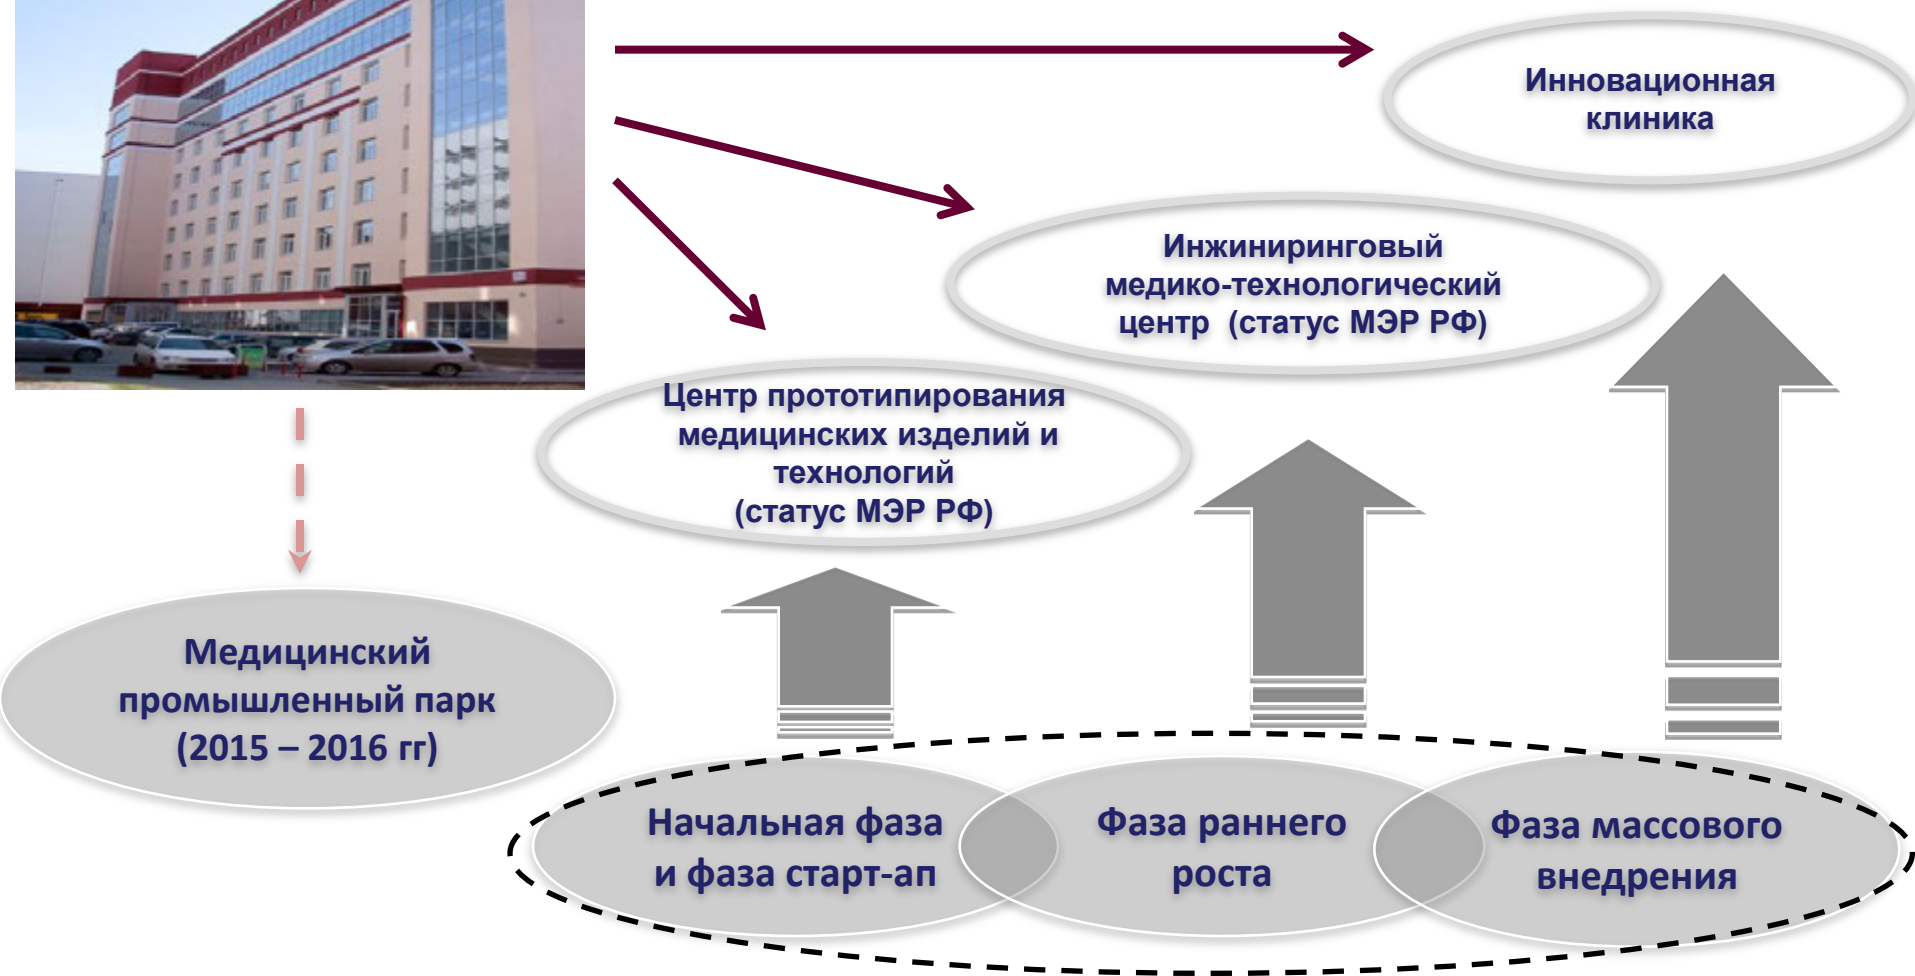 Инновационная
клиника
Инжиниринговый
медико-технологический
центр (статус МЭР РФ)
Центр прототипирования
медицинских изделий и
технологий
(статус МЭР РФ)
Медицинский
промышленный парк
(2015 – 2016 гг)
Начальная фаза
и фаза старт-ап
Фаза раннего
роста
Фаза массового
внедрения